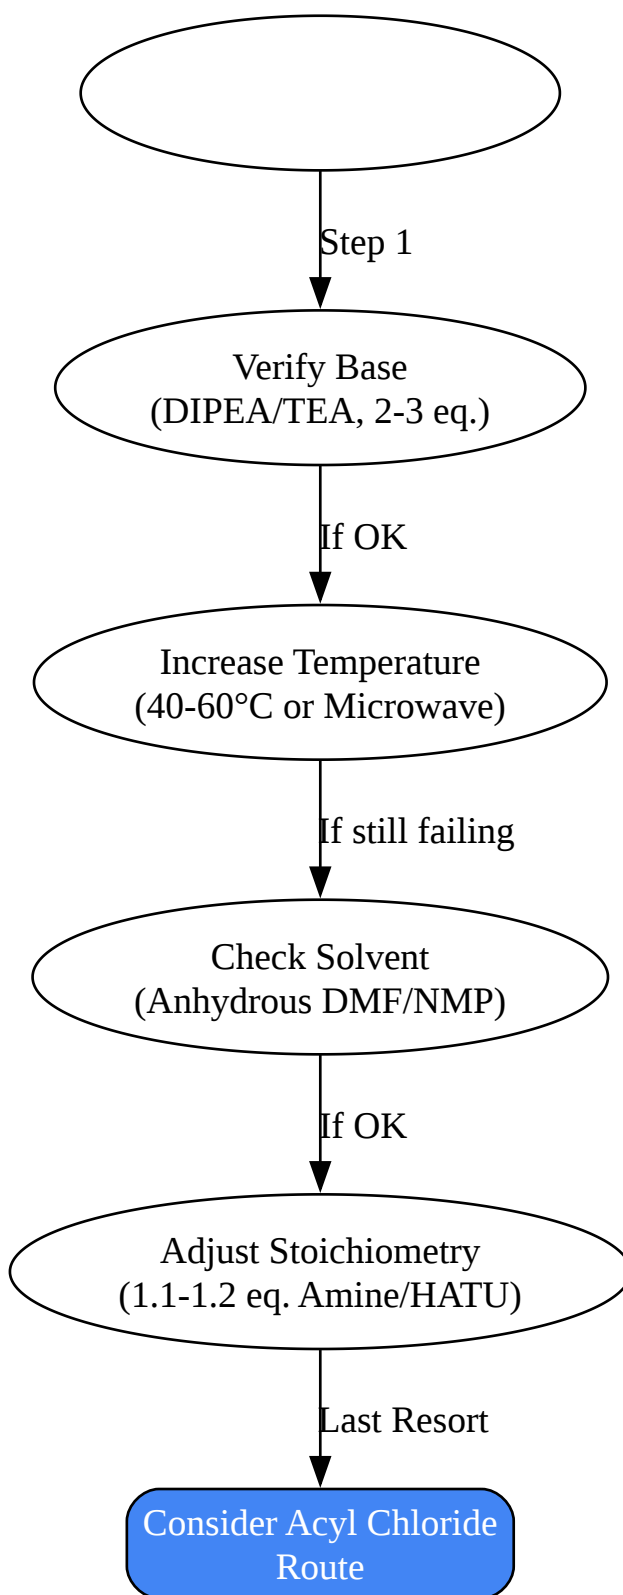 Step 1
Verify Base
(DIPEA/TEA, 2-3 eq.)
If OK
Increase Temperature
(40-60°C or Microwave)
If still failing
Check Solvent
(Anhydrous DMF/NMP)
If OK
Adjust Stoichiometry
(1.1-1.2 eq. Amine/HATU)
Last Resort
Consider Acyl Chloride
Route